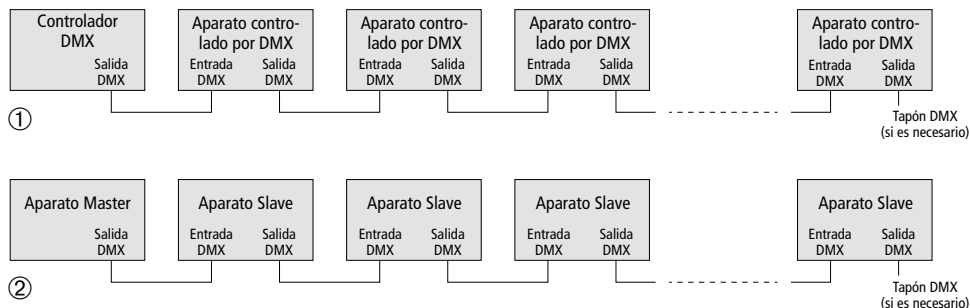 Controlador
DMX
Salida
DMX
Aparato contro-
lado por DMX
Entrada DMX
Salida DMX
Aparato contro-
lado por DMX
Entrada DMX
Salida DMX
Aparato contro-
lado por DMX
Entrada DMX
Salida DMX
Aparato contro-
lado por DMX
Entrada DMX
Salida DMX
①
Tapón DMX
(si es necesario)
Aparato Master
Salida
DMX
Aparato Slave
Entrada DMX
Salida DMX
Aparato Slave
Entrada DMX
Salida DMX
Aparato Slave
Entrada DMX
Salida DMX
Aparato Slave
Entrada DMX
Salida DMX
②
Tapón DMX
(si es necesario)